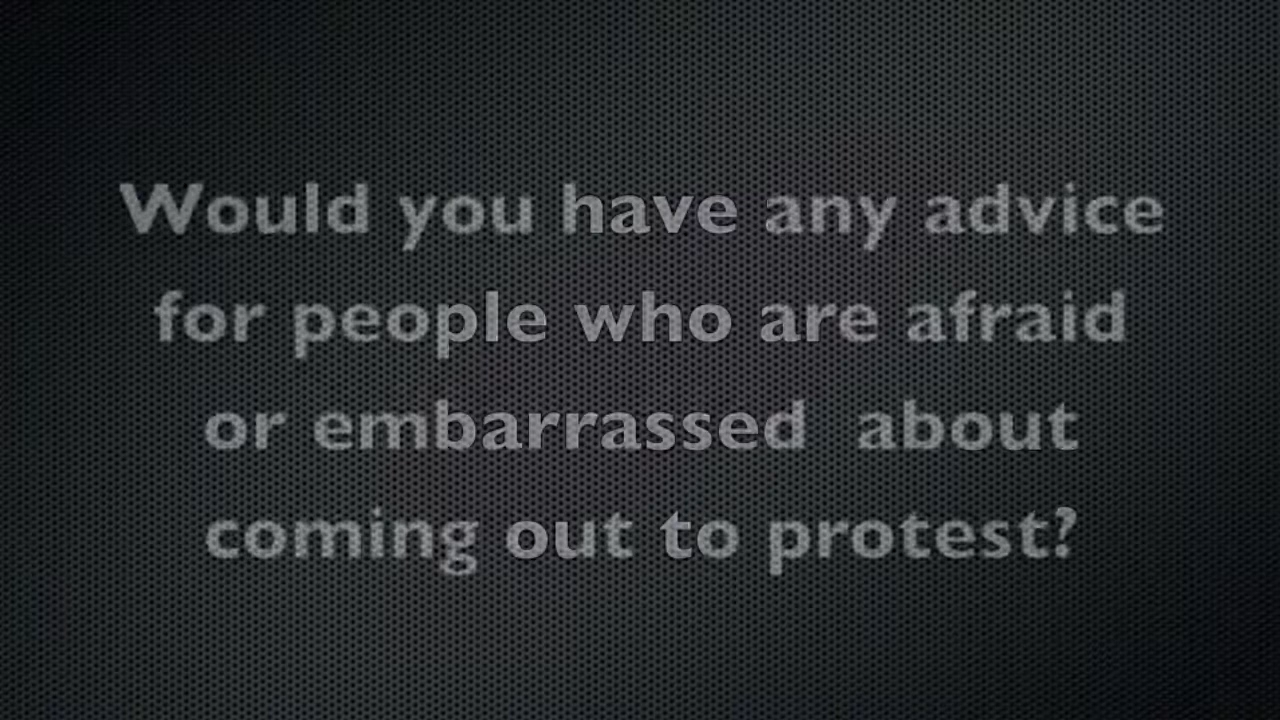 Would you have any advice
for people who are afraid
or embarrassed about
coming out to protest?